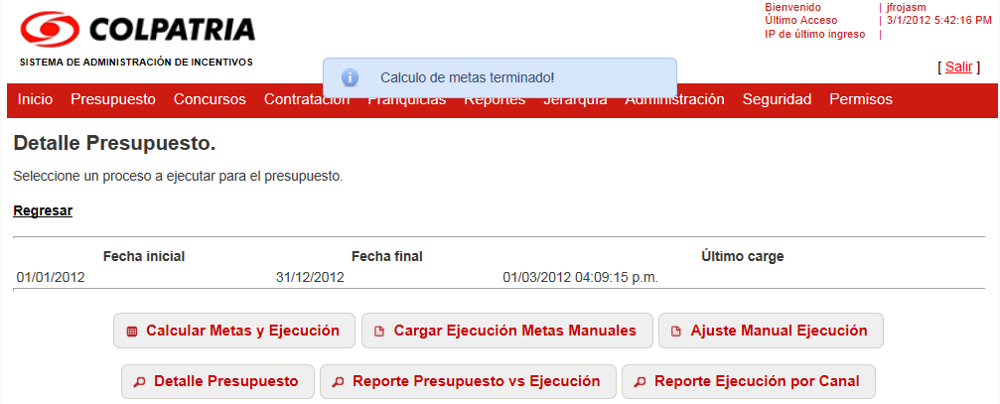 COLPATRIA
SISTEMA DE ADMINISTRACIÓN DE INCENTIVOS
Bienvenido | jfrojasm
Último Acceso | 3/1/2012 5:42:16 PM
IP de último ingreso |
[ Salir ]
Calculo de metas terminado!
Inicio Presupuesto Concursos Contratación Franquicias Reportes Jerarquía Administración Seguridad Permisos
Detalle Presupuesto.
Seleccione un proceso a ejecutar para el presupuesto.
Regresar
Fecha inicial Fecha final Último carge
01/01/2012 31/12/2012 01/03/2012 04:09:15 p.m.
Calcular Metas y Ejecución Cargar Ejecución Metas Manuales Ajuste Manual Ejecución
Detalle Presupuesto Reporte Presupuesto vs Ejecución Reporte Ejecución por Canal